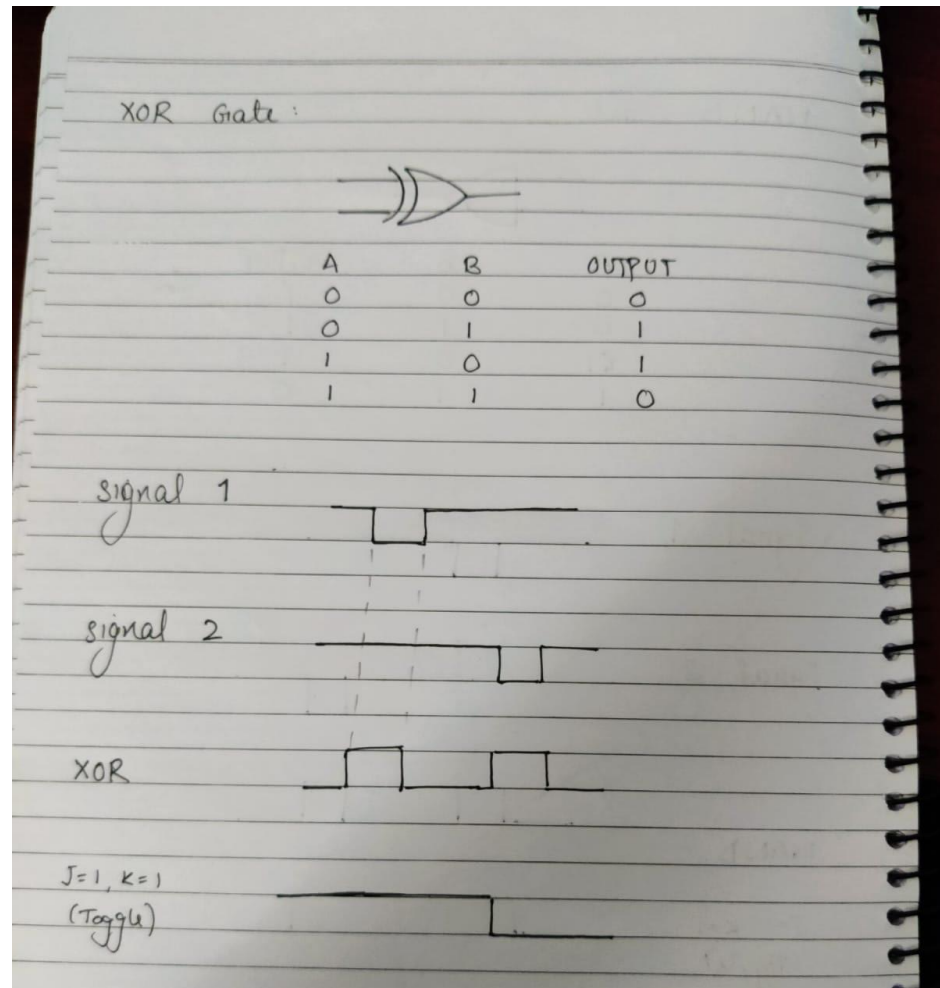 XOR Gate :
A B OUTPUT
0 0 0
0 1 1
1 0 1
1 1 0
signal 1
signal 2
XOR
J=1, K=1
(Toggle)